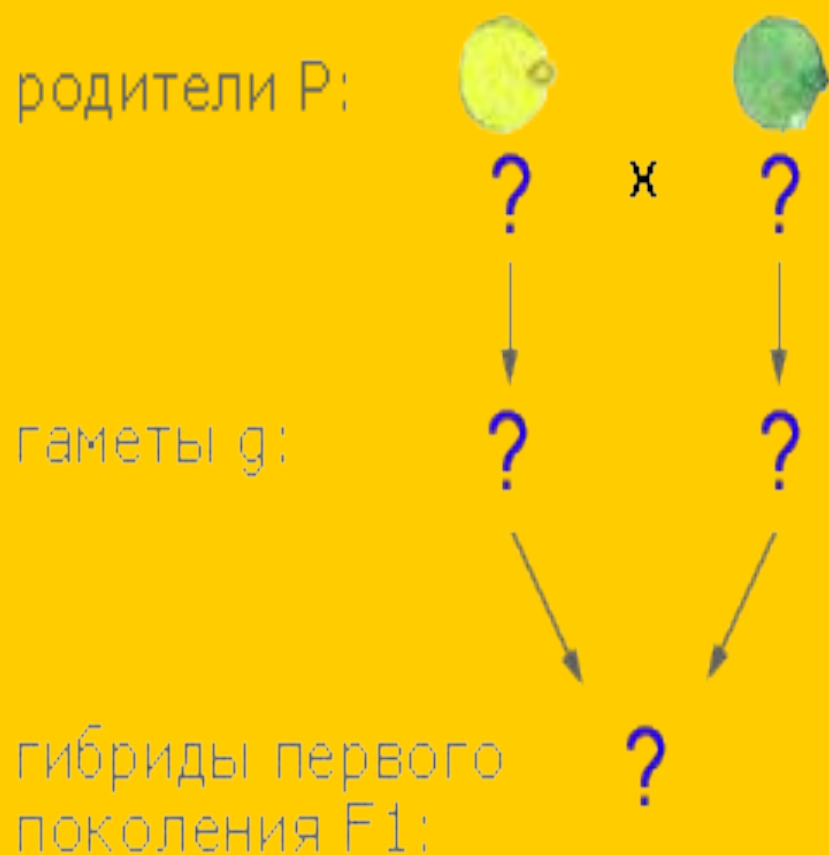 родители P:
? x ?
гаметы g:
? ?
гибриды первого ?
поколения F1: